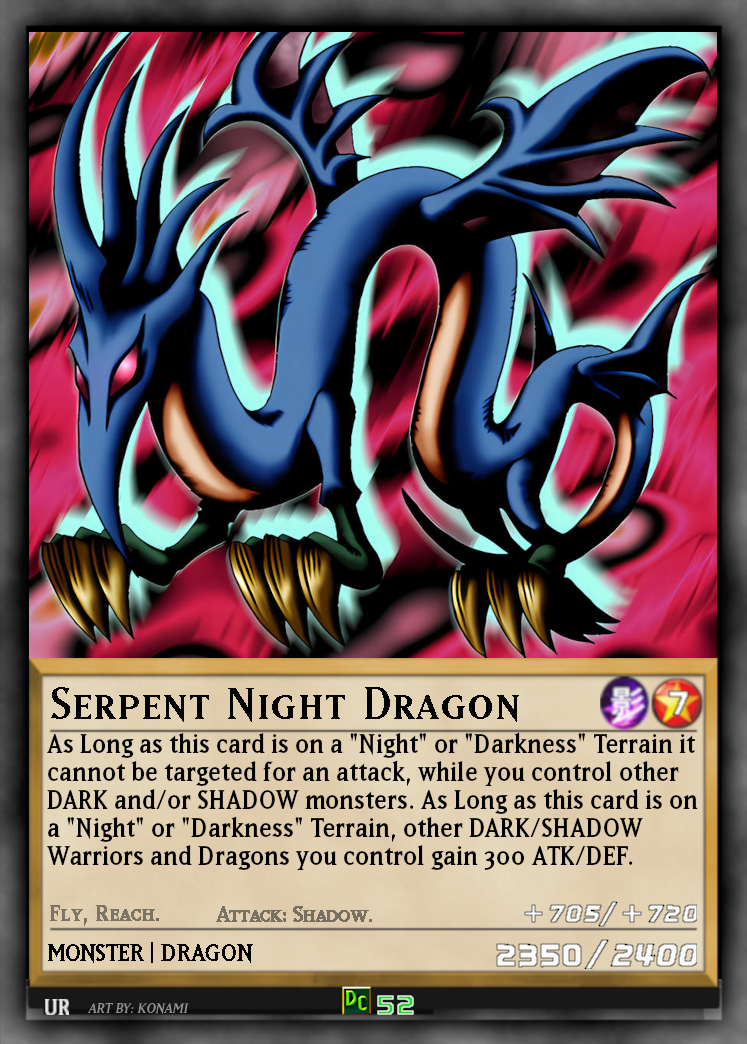 SERPENT NIGHT DRAGON 影 7
As Long as this card is on a "Night" or "Darkness" Terrain it
cannot be targeted for an attack, while you control other
DARK and/or SHADOW monsters. As Long as this card is on
a "Night" or "Darkness" Terrain, other DARK/SHADOW
Warriors and Dragons you control gain 300 ATK/DEF.
FLY, REACH. ATTACK: SHADOW. +705/+720
MONSTER | DRAGON 2350/2400
UR ART BY: KONAMI DC 52